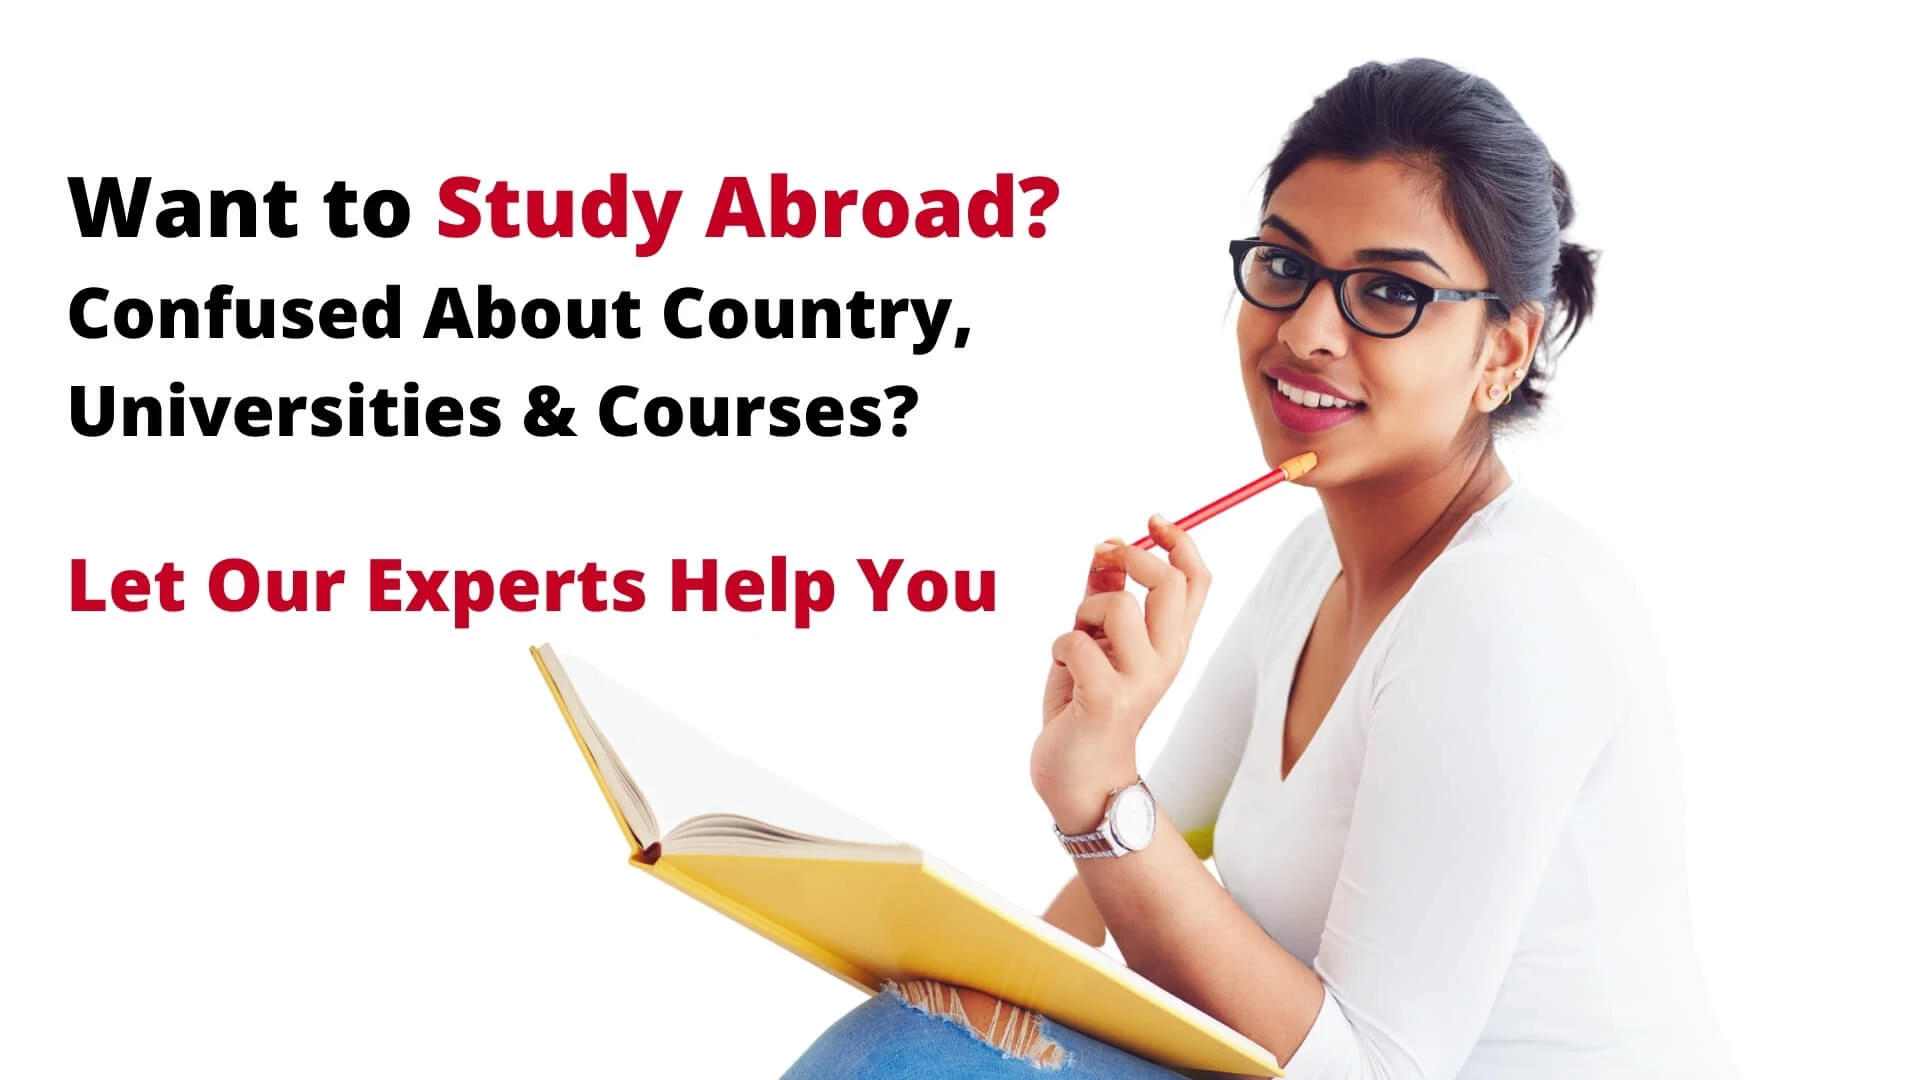 Want to Study Abroad?
Confused About Country,
Universities & Courses?
Let Our Experts Help You